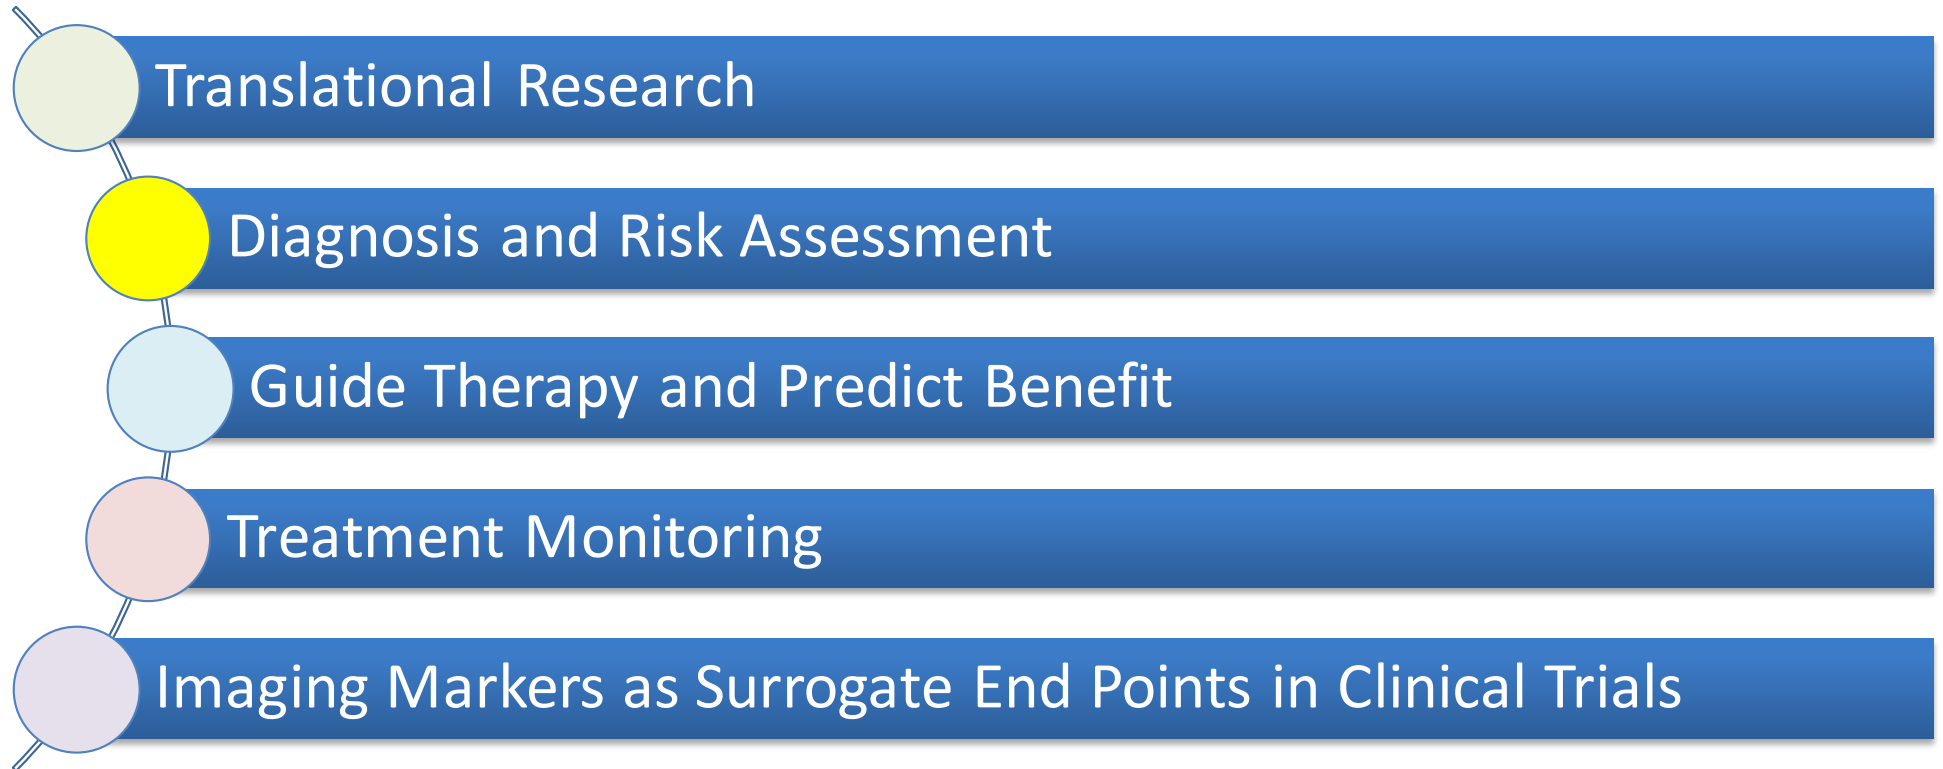 Translational Research
Diagnosis and Risk Assessment
Guide Therapy and Predict Benefit
Treatment Monitoring
Imaging Markers as Surrogate End Points in Clinical Trials